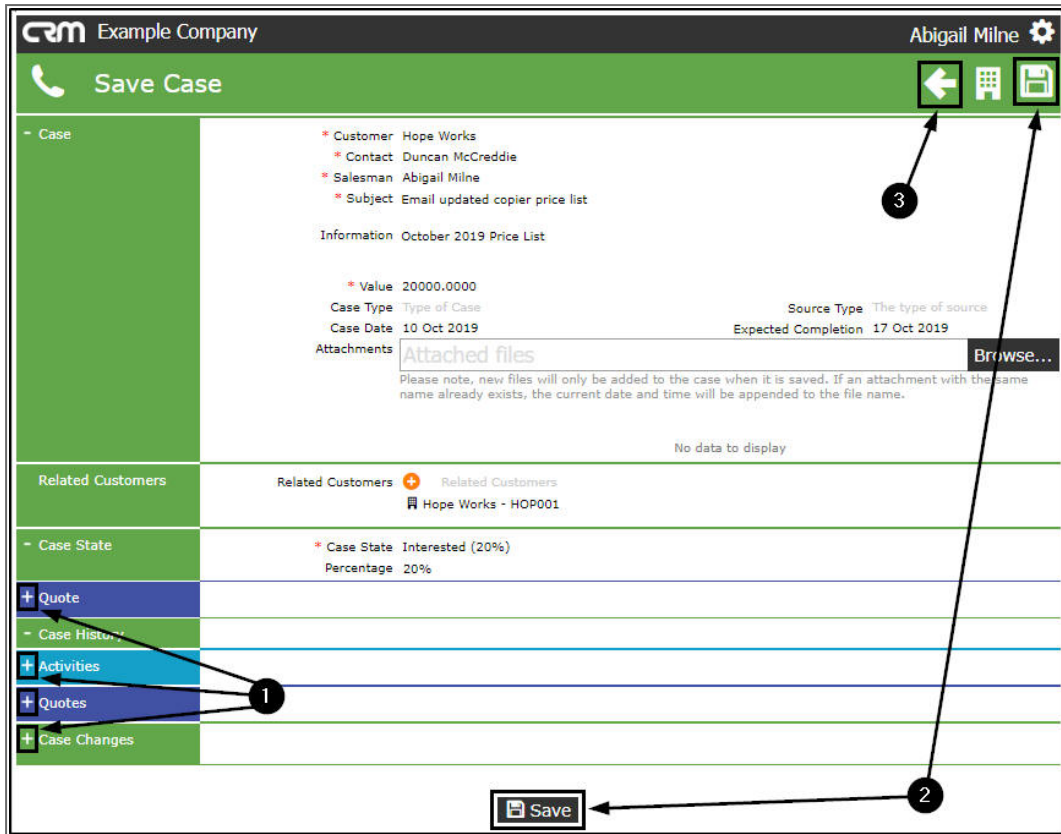 CRM Example Company
Abigail Milne
Save Case
- Case
* Customer Hope Works
* Contact Duncan McCreddie
* Salesman Abigail Milne
* Subject Email updated copier price list
3
Information October 2019 Price List
* Value 20000.0000
Case Type Type of Case
Source Type The type of source
Case Date 10 Oct 2019
Expected Completion 17 Oct 2019
Attachments Attached files Browse...
Please note, new files will only be added to the case when it is saved. If an attachment with the same
name already exists, the current date and time will be appended to the file name.
No data to display
Related Customers
Related Customers + Related Customers
Hope Works - HOP001
- Case State
* Case State Interested (20%)
Percentage 20%
+ Quote
- Case History
+ Activities
1
+ Quotes
+ Case Changes
2
Save